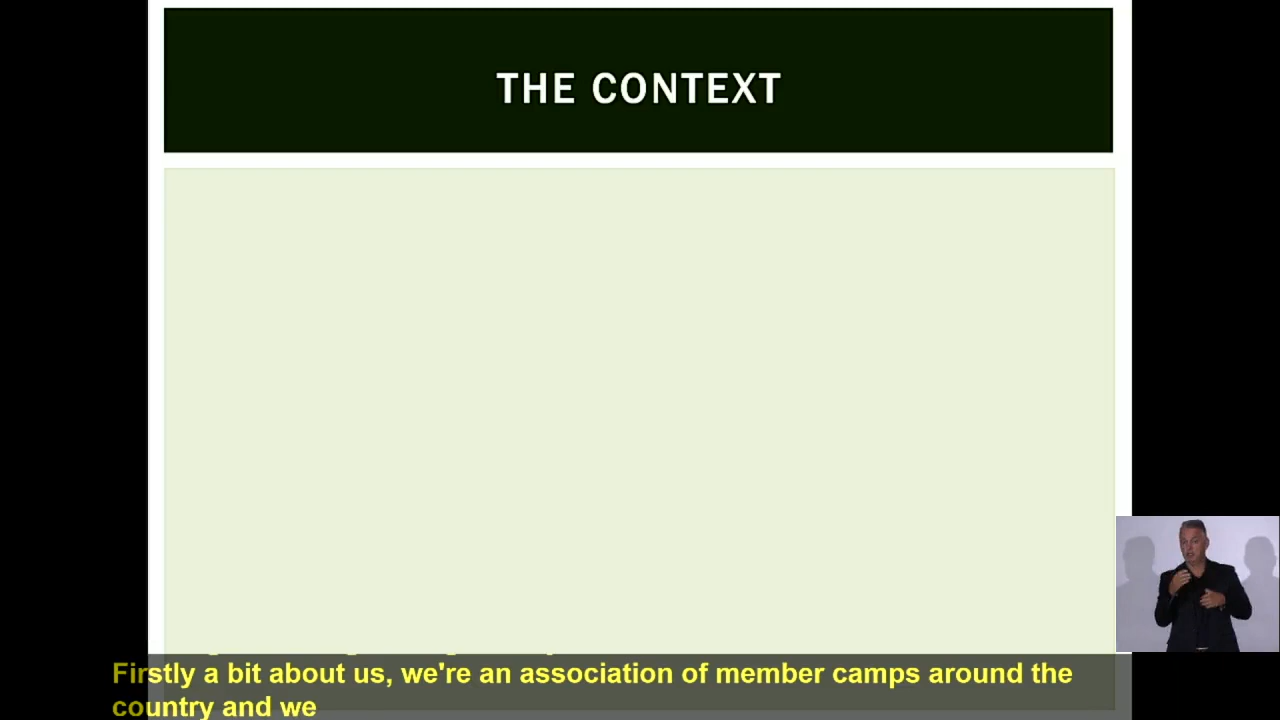 THE CONTEXT
Firstly a bit about us, we're an association of member camps around the
country and we